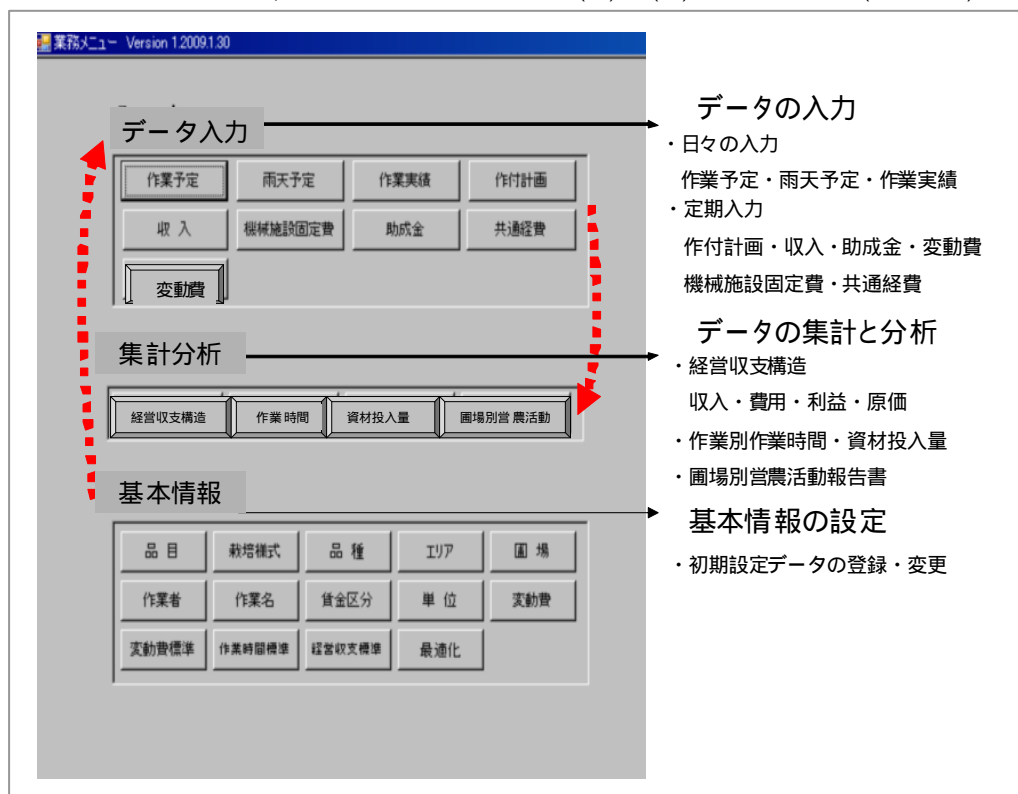 業務メニュー Version 1.2009.1.30
データ入力
作業予定 雨天予定 作業実績 作付計画
収入 機械施設固定費 助成金 共通経費
変動費
集計分析
経営収支構造 作業時間 資材投入量 圃場別営農活動
基本情報
品目 栽培様式 品種 エリア 圃場
作業者 作業名 賃金区分 単位 変動費
変動費標準 作業時間標準 経営収支標準 最適化
データの入力
・日々の入力
作業予定・雨天予定・作業実績
・定期入力
作付計画・収入・助成金・変動費
機械施設固定費・共通経費
データの集計と分析
・経営収支構造
収入・費用・利益・原価
・作業別作業時間・資材投入量
・圃場別営農活動報告書
基本情報の設定
・初期設定データの登録・変更